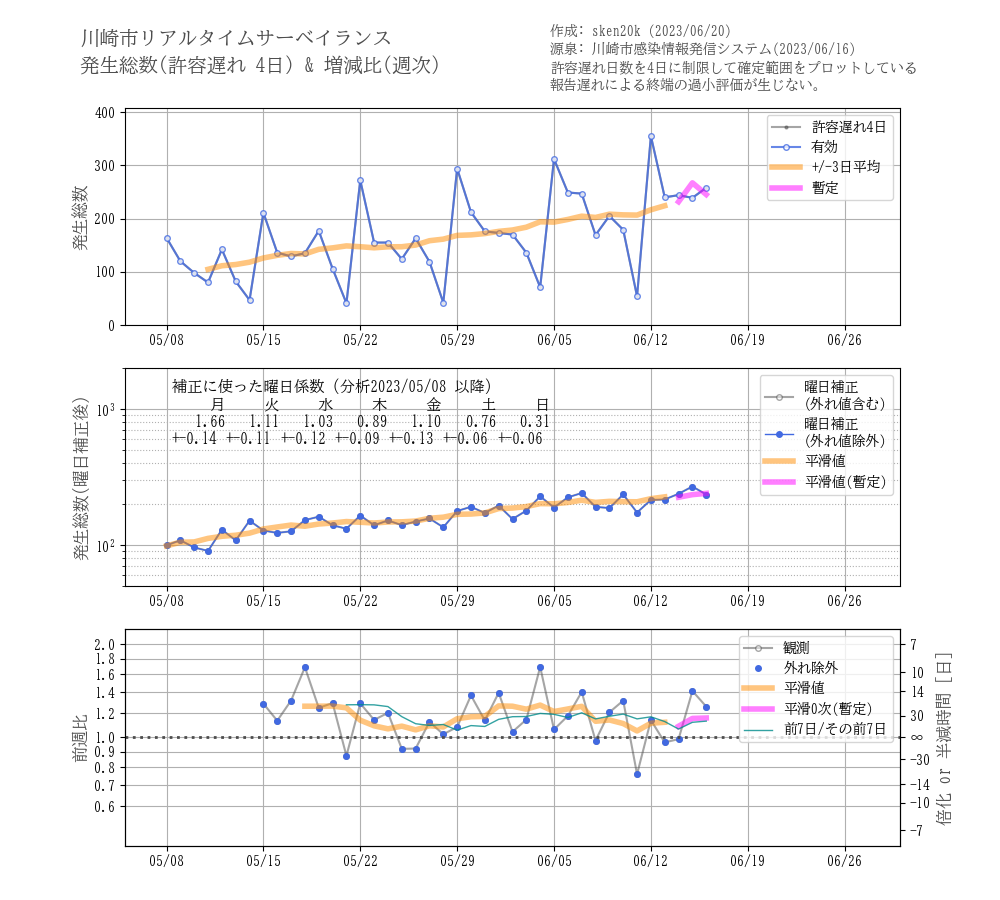 川崎市リアルタイムサーベイランス
発生総数(許容遅れ 4日) & 増減比(週次)
作成: sken20k (2023/06/20)
源泉: 川崎市感染情報発信システム(2023/06/16)
許容遅れ日数を4日に制限して確定範囲をプロットしている
報告遅れによる終端の過小評価が生じない。
発生総数
400
300
200
100
0
許容遅れ4日
有効
+/-3日平均
暫定
05/08 05/15 05/22 05/29 06/05 06/12 06/19 06/26
発生総数(曜日補正後)
10³
10²
補正に使った曜日係数 (分析2023/05/08 以降)
月 火 水 木 金 土 日
1.66 1.11 1.03 0.89 1.10 0.76 0.31
+-0.14 +-0.11 +-0.12 +-0.09 +-0.13 +-0.06 +-0.06
曜日補正
(外れ値含む)
曜日補正
(外れ値除外)
平滑値
平滑値(暫定)
05/08 05/15 05/22 05/29 06/05 06/12 06/19 06/26
前週比
2.0
1.8
1.6
1.4
1.2
1.0
0.9
0.8
0.7
0.6
観測
外れ除外
平滑値
平滑0次(暫定)
前7日/その前7日
7
10
14
30
∞
-30
-14
-10
-7
倍化 or 半減時間 [日]
05/08 05/15 05/22 05/29 06/05 06/12 06/19 06/26